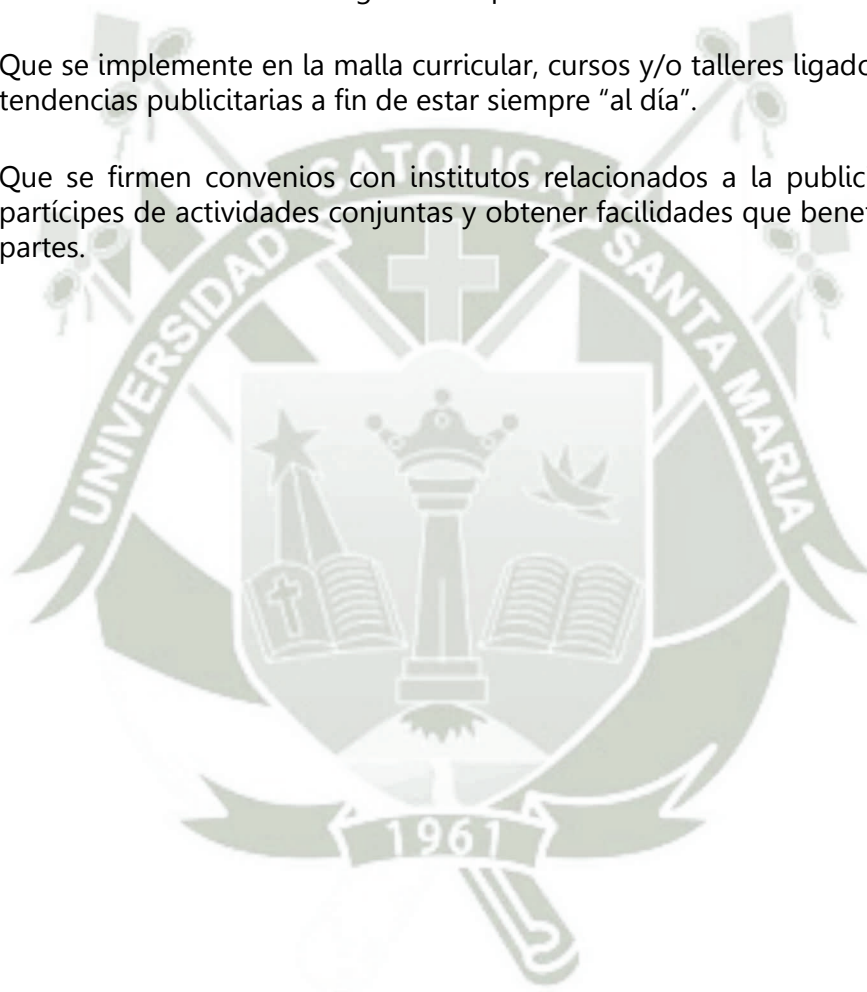 Que se implemente en la malla curricular, cursos y/o talleres ligado
tendencias publicitarias a fin de estar siempre “al día”.
Que se firmen convenios con institutos relacionados a la public
partícipes de actividades conjuntas y obtener facilidades que bene
partes.
UNIVERSIDAD CATOLICA SANTA MARIA
1961